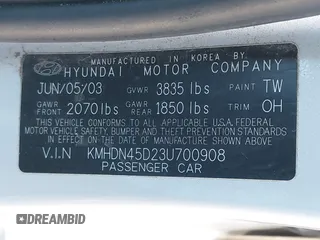 MANUFACTURED IN KOREA BY
HYUNDAI MOTOR COMPANY
JUN/05/03 GVWR 3835 lbs PAINT TW
GAWR FRONT 2070 lbs GAWR REAR 1850 lbs TRIM OH
THIS VEHICLE CONFORMS TO ALL APPLICABLE U.S.A FEDERAL
MOTOR VEHICLE SAFETY, BUMPER, AND THEFT PREVENTION STANDARDS
IN EFFECT ON THE DATE OF MANUFACTURE SHOWN ABOVE.
V.I.N KMHDN45D23U700908
PASSENGER CAR
DREAMBID